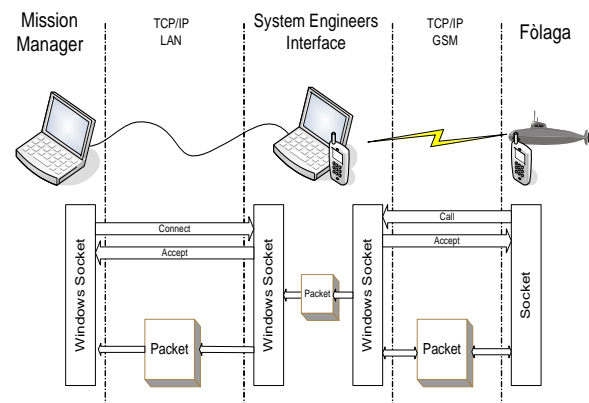 Mission
Manager
TCP/IP
LAN
System Engineers
Interface
TCP/IP
GSM
Fòlaga
Connect
Accept
Call
Accept
Windows Socket
Windows Socket
Windows Socket
Socket
Packet
Packet
Packet